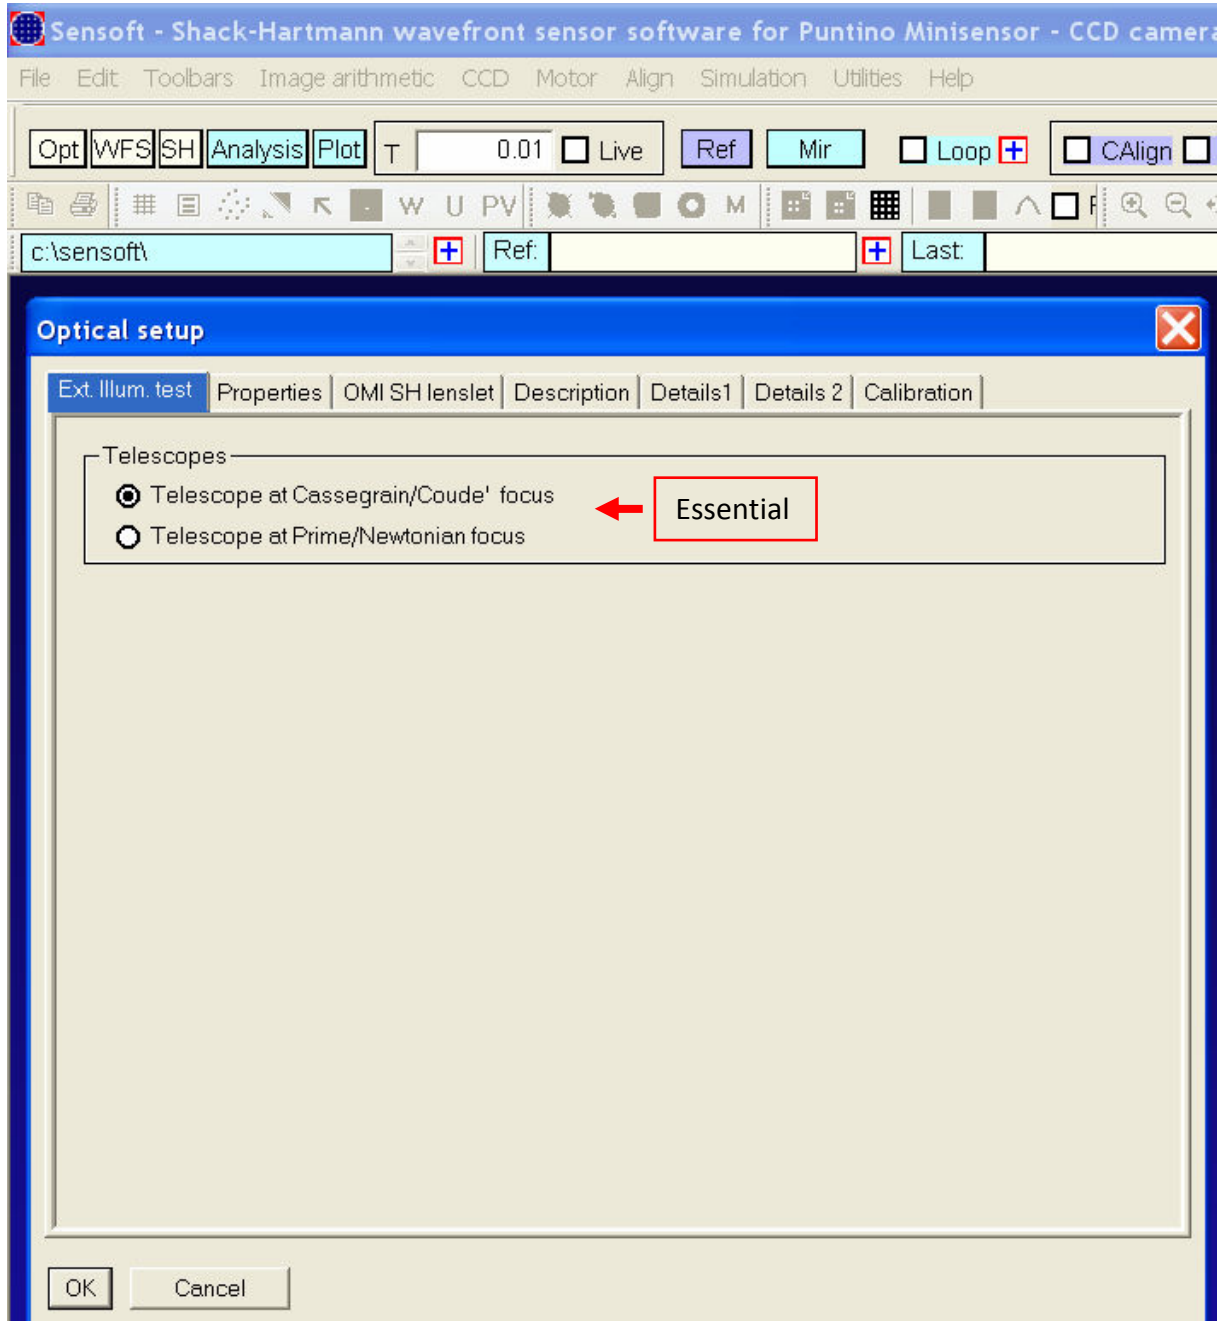 Sensoft - Shack-Hartmann wavefront sensor software for Puntino Minisensor - CCD camera
File Edit Toolbars Image arithmetic CCD Motor Align Simulation Utilities Help
Opt WFS SH Analysis Plot T 0.01 Live Ref Mir Loop CAlign
W U PV M F
c:\sensoft\ Ref: Last:
Optical setup
Ext. Illum. test Properties OMI SH lenslet Description Details1 Details 2 Calibration
Telescopes
Telescope at Cassegrain/Coude' focus
Essential
Telescope at Prime/Newtonian focus
OK Cancel